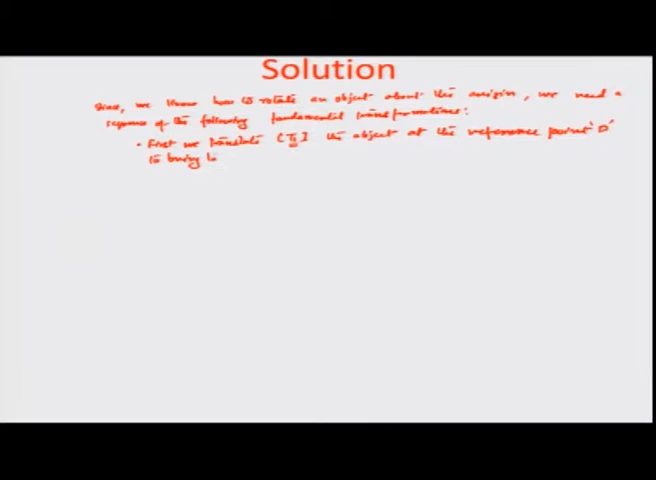 Solution
Since, we know how to rotate an object about the origin, we need a
sequence of the following fundamental transformations:
• First we translate [T₁] the object at the reference point 'D'
to bring